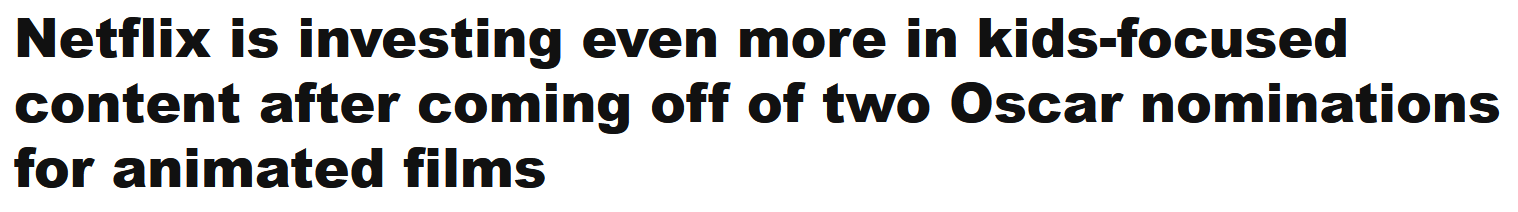 Netflix is investing even more in kids-focused
content after coming off of two Oscar nominations
for animated films